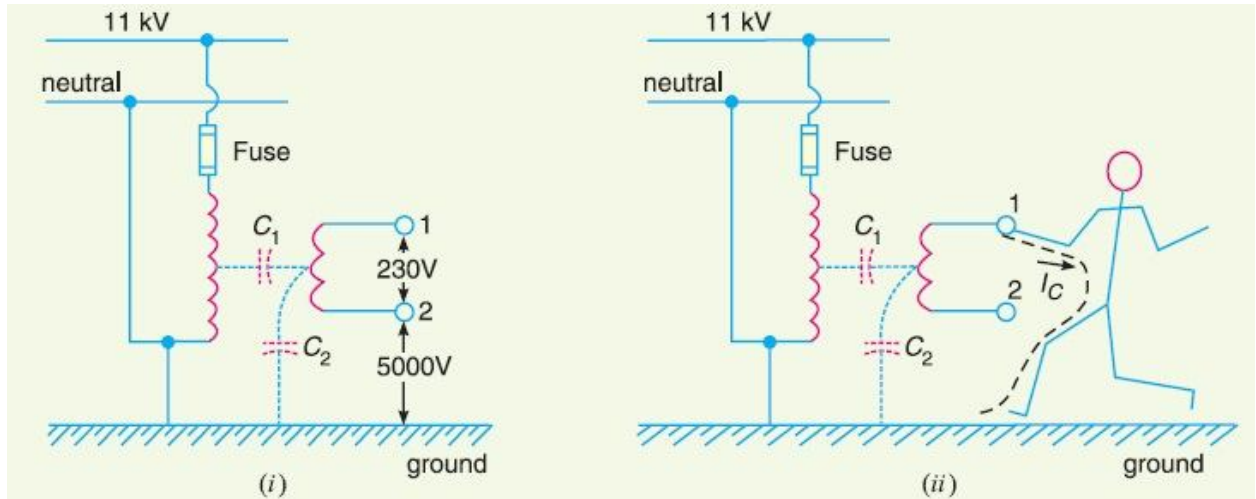 11 kV
neutral
Fuse
C1
1
230V
2
C2
5000V
ground
(i)
11 kV
neutral
Fuse
1
C1
IC
2
C2
ground
(ii)